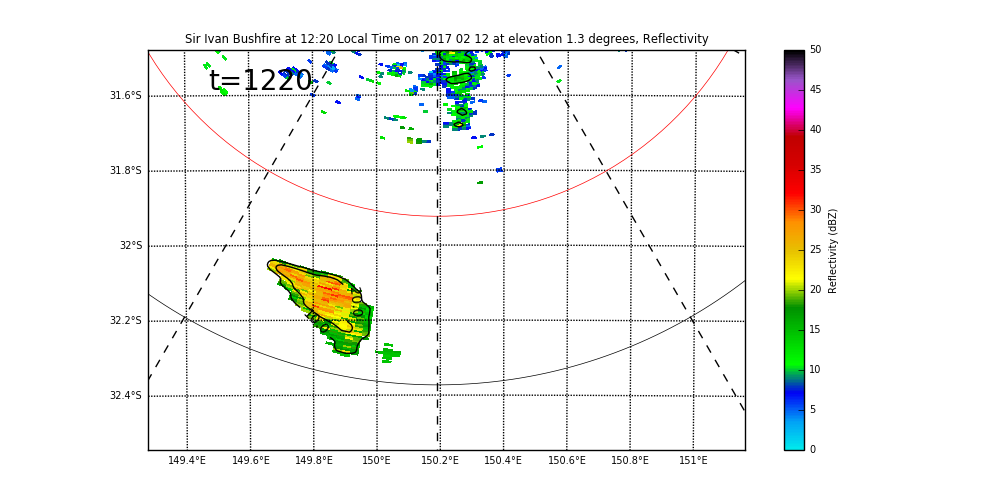 Sir Ivan Bushfire at 12:20 Local Time on 2017 02 12 at elevation 1.3 degrees, Reflectivity
t=1220
31.6°S
31.8°S
32°S
32.2°S
32.4°S
149.4°E 149.6°E 149.8°E 150°E 150.2°E 150.4°E 150.6°E 150.8°E 151°E
50
45
40
35
30
25
20
15
10
5
0
Reflectivity (dBZ)